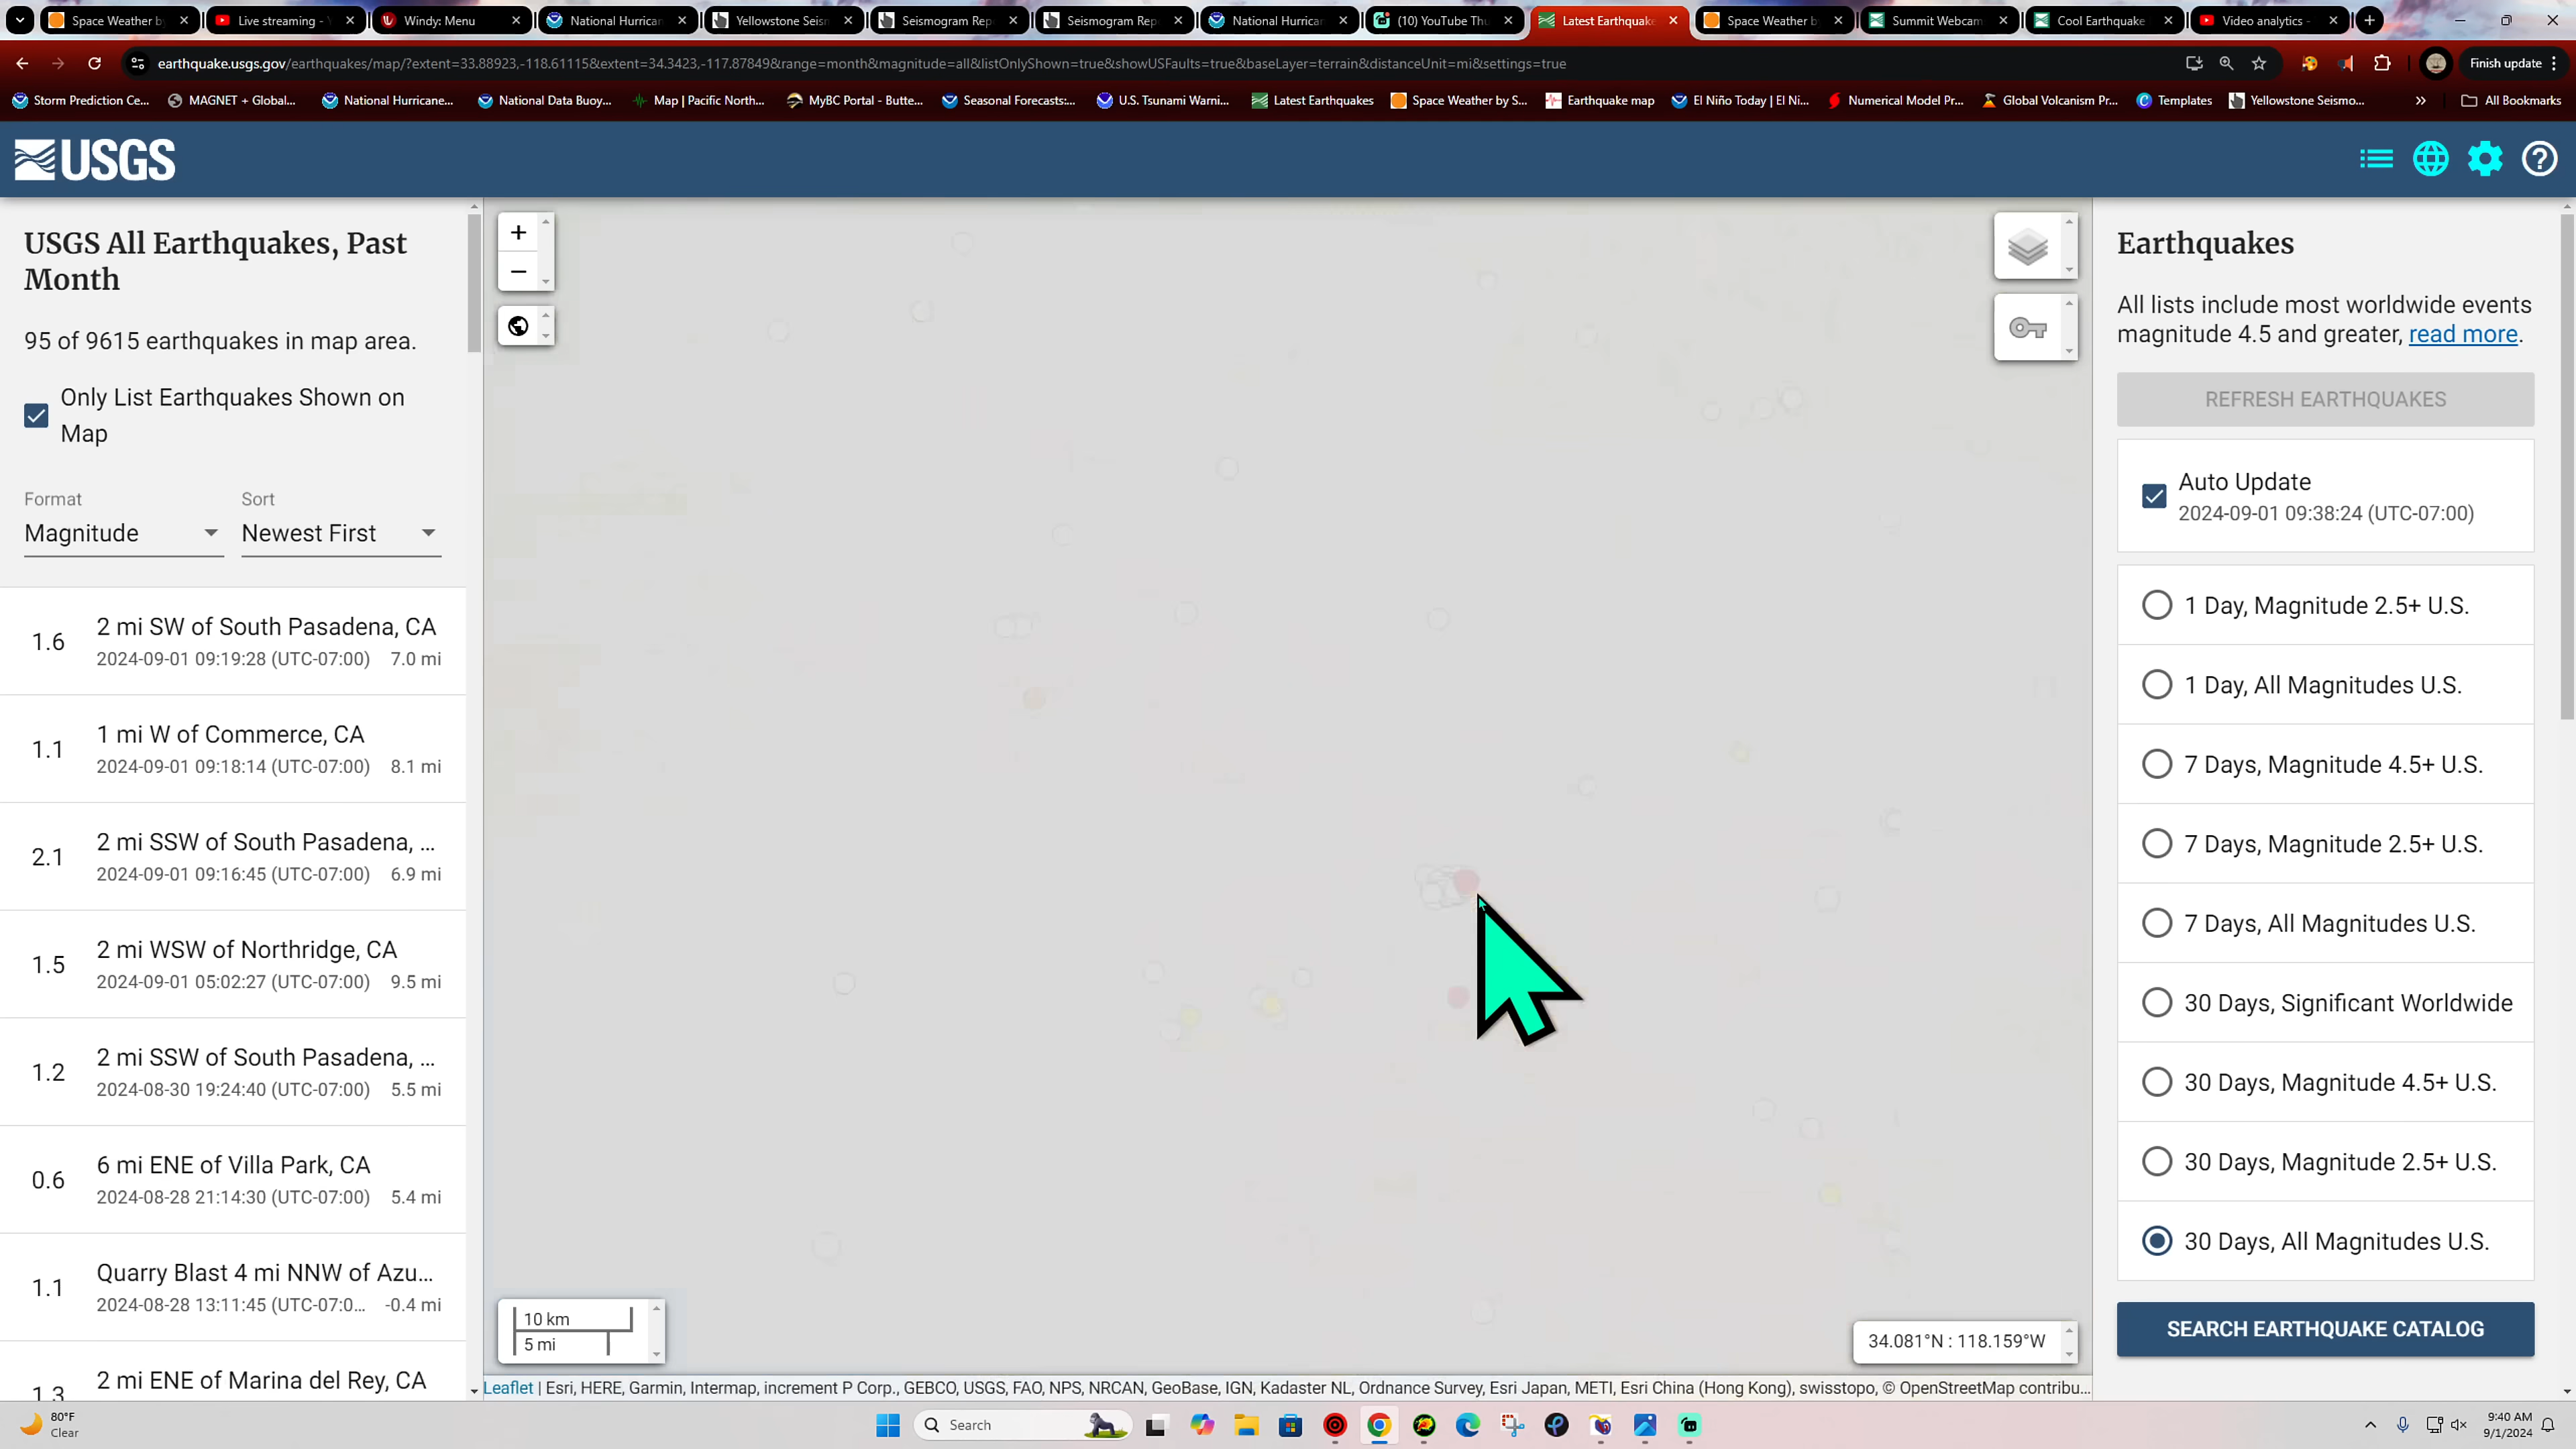 Space Weather by
Live streaming - Y
Windy: Menu
National Hurrican
Yellowstone Seism
Seismogram Rep
Seismogram Rep
National Hurrican
(10) YouTube Thu
Latest Earthquake
Space Weather b
Summit Webcam
Cool Earthquake
Video analytics -
earthquake.usgs.gov/earthquakes/map/?extent=33.88923,-118.61115&extent=34.3423,-117.87849&range=month&magnitude=all&listOnlyShown=true&showUSFaults=true&baseLayer=terrain&distanceUnit=mi&settings=true
Finish update
Storm Prediction Ce...
MAGNET + Global...
National Hurricane...
National Data Buoy...
Map | Pacific North...
MyBC Portal - Butte...
Seasonal Forecasts:...
U.S. Tsunami Warni...
Latest Earthquakes
Space Weather by S...
Earthquake map
El Niño Today | El Ni...
Numerical Model Pr...
Global Volcanism Pr...
Templates
Yellowstone Seismo...
All Bookmarks
USGS
USGS All Earthquakes, Past
Month
95 of 9615 earthquakes in map area.
Only List Earthquakes Shown on
Map
Format
Magnitude
Sort
Newest First
1.6
2 mi SW of South Pasadena, CA
2024-09-01 09:19:28 (UTC-07:00) 7.0 mi
1.1
1 mi W of Commerce, CA
2024-09-01 09:18:14 (UTC-07:00) 8.1 mi
2.1
2 mi SSW of South Pasadena, ...
2024-09-01 09:16:45 (UTC-07:00) 6.9 mi
1.5
2 mi WSW of Northridge, CA
2024-09-01 05:02:27 (UTC-07:00) 9.5 mi
1.2
2 mi SSW of South Pasadena, ...
2024-08-30 19:24:40 (UTC-07:00) 5.5 mi
0.6
6 mi ENE of Villa Park, CA
2024-08-28 21:14:30 (UTC-07:00) 5.4 mi
1.1
Quarry Blast 4 mi NNW of Azu...
2024-08-28 13:11:45 (UTC-07:0... -0.4 mi
1.3
2 mi ENE of Marina del Rey, CA
+
−
10 km
5 mi
34.081°N : 118.159°W
Leaflet | Esri, HERE, Garmin, Intermap, increment P Corp., GEBCO, USGS, FAO, NPS, NRCAN, GeoBase, IGN, Kadaster NL, Ordnance Survey, Esri Japan, METI, Esri China (Hong Kong), swisstopo, © OpenStreetMap contribu...
Earthquakes
All lists include most worldwide events
magnitude 4.5 and greater, read more.
REFRESH EARTHQUAKES
Auto Update
2024-09-01 09:38:24 (UTC-07:00)
1 Day, Magnitude 2.5+ U.S.
1 Day, All Magnitudes U.S.
7 Days, Magnitude 4.5+ U.S.
7 Days, Magnitude 2.5+ U.S.
7 Days, All Magnitudes U.S.
30 Days, Significant Worldwide
30 Days, Magnitude 4.5+ U.S.
30 Days, Magnitude 2.5+ U.S.
30 Days, All Magnitudes U.S.
SEARCH EARTHQUAKE CATALOG
80°F
Clear
Search
9:40 AM
9/1/2024